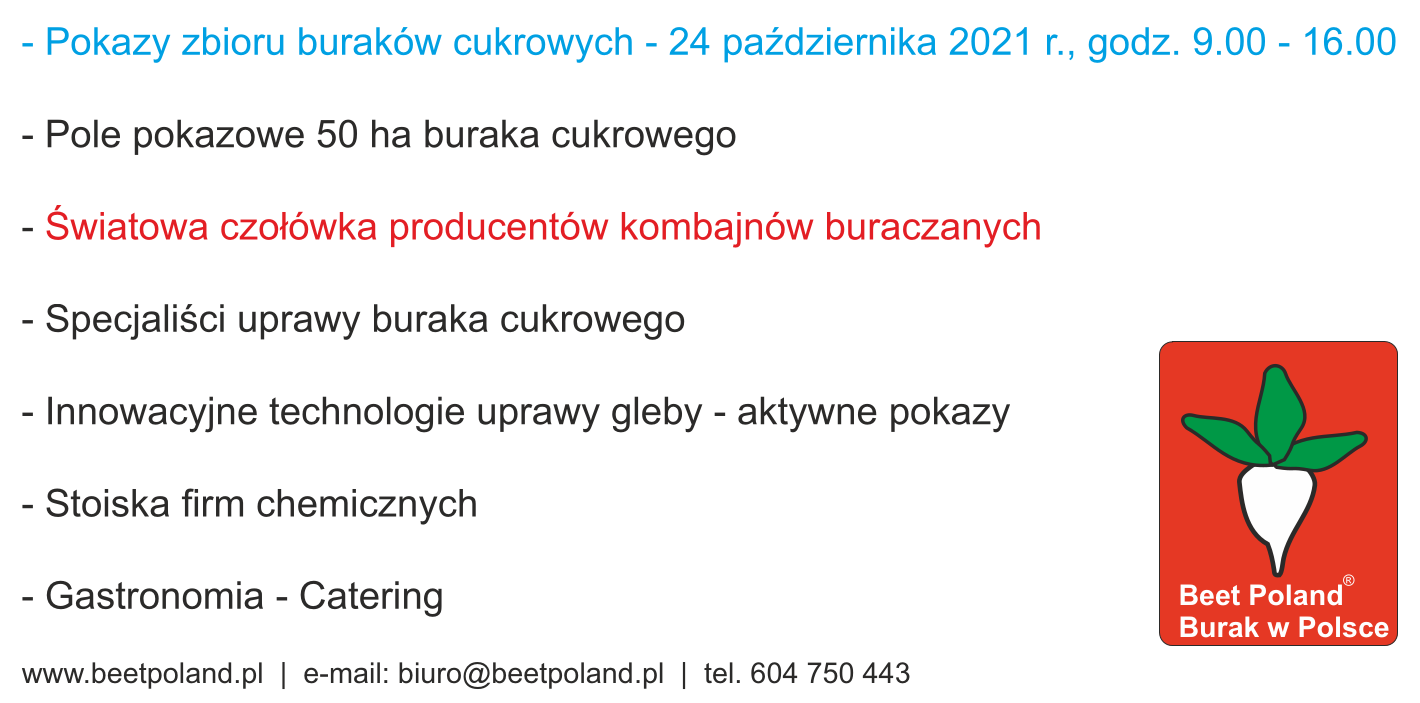 - Pokazy zbioru buraków cukrowych - 24 października 2021 r., godz. 9.00 - 16.00
- Pole pokazowe 50 ha buraka cukrowego
- Światowa czołówka producentów kombajnów buraczanych
- Specjaliści uprawy buraka cukrowego
- Innowacyjne technologie uprawy gleby - aktywne pokazy
- Stoiska firm chemicznych
- Gastronomia - Catering
Beet Poland®
Burak w Polsce
www.beetpoland.pl | e-mail: biuro@beetpoland.pl | tel. 604 750 443